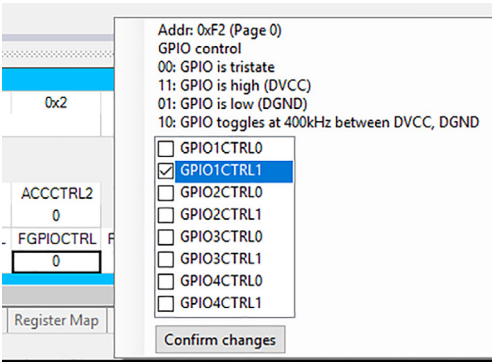 Addr: 0xF2 (Page 0)
GPIO control
00: GPIO is tristate
11: GPIO is high (DVCC)
01: GPIO is low (DGND)
10: GPIO toggles at 400kHz between DVCC, DGND
GPIO1CTRL0
GPIO1CTRL1
GPIO2CTRL0
GPIO2CTRL1
GPIO3CTRL0
GPIO3CTRL1
GPIO4CTRL0
GPIO4CTRL1
Confirm changes
0x2
ACCCTRL2
0
FGPIOCTRL
0
Register Map